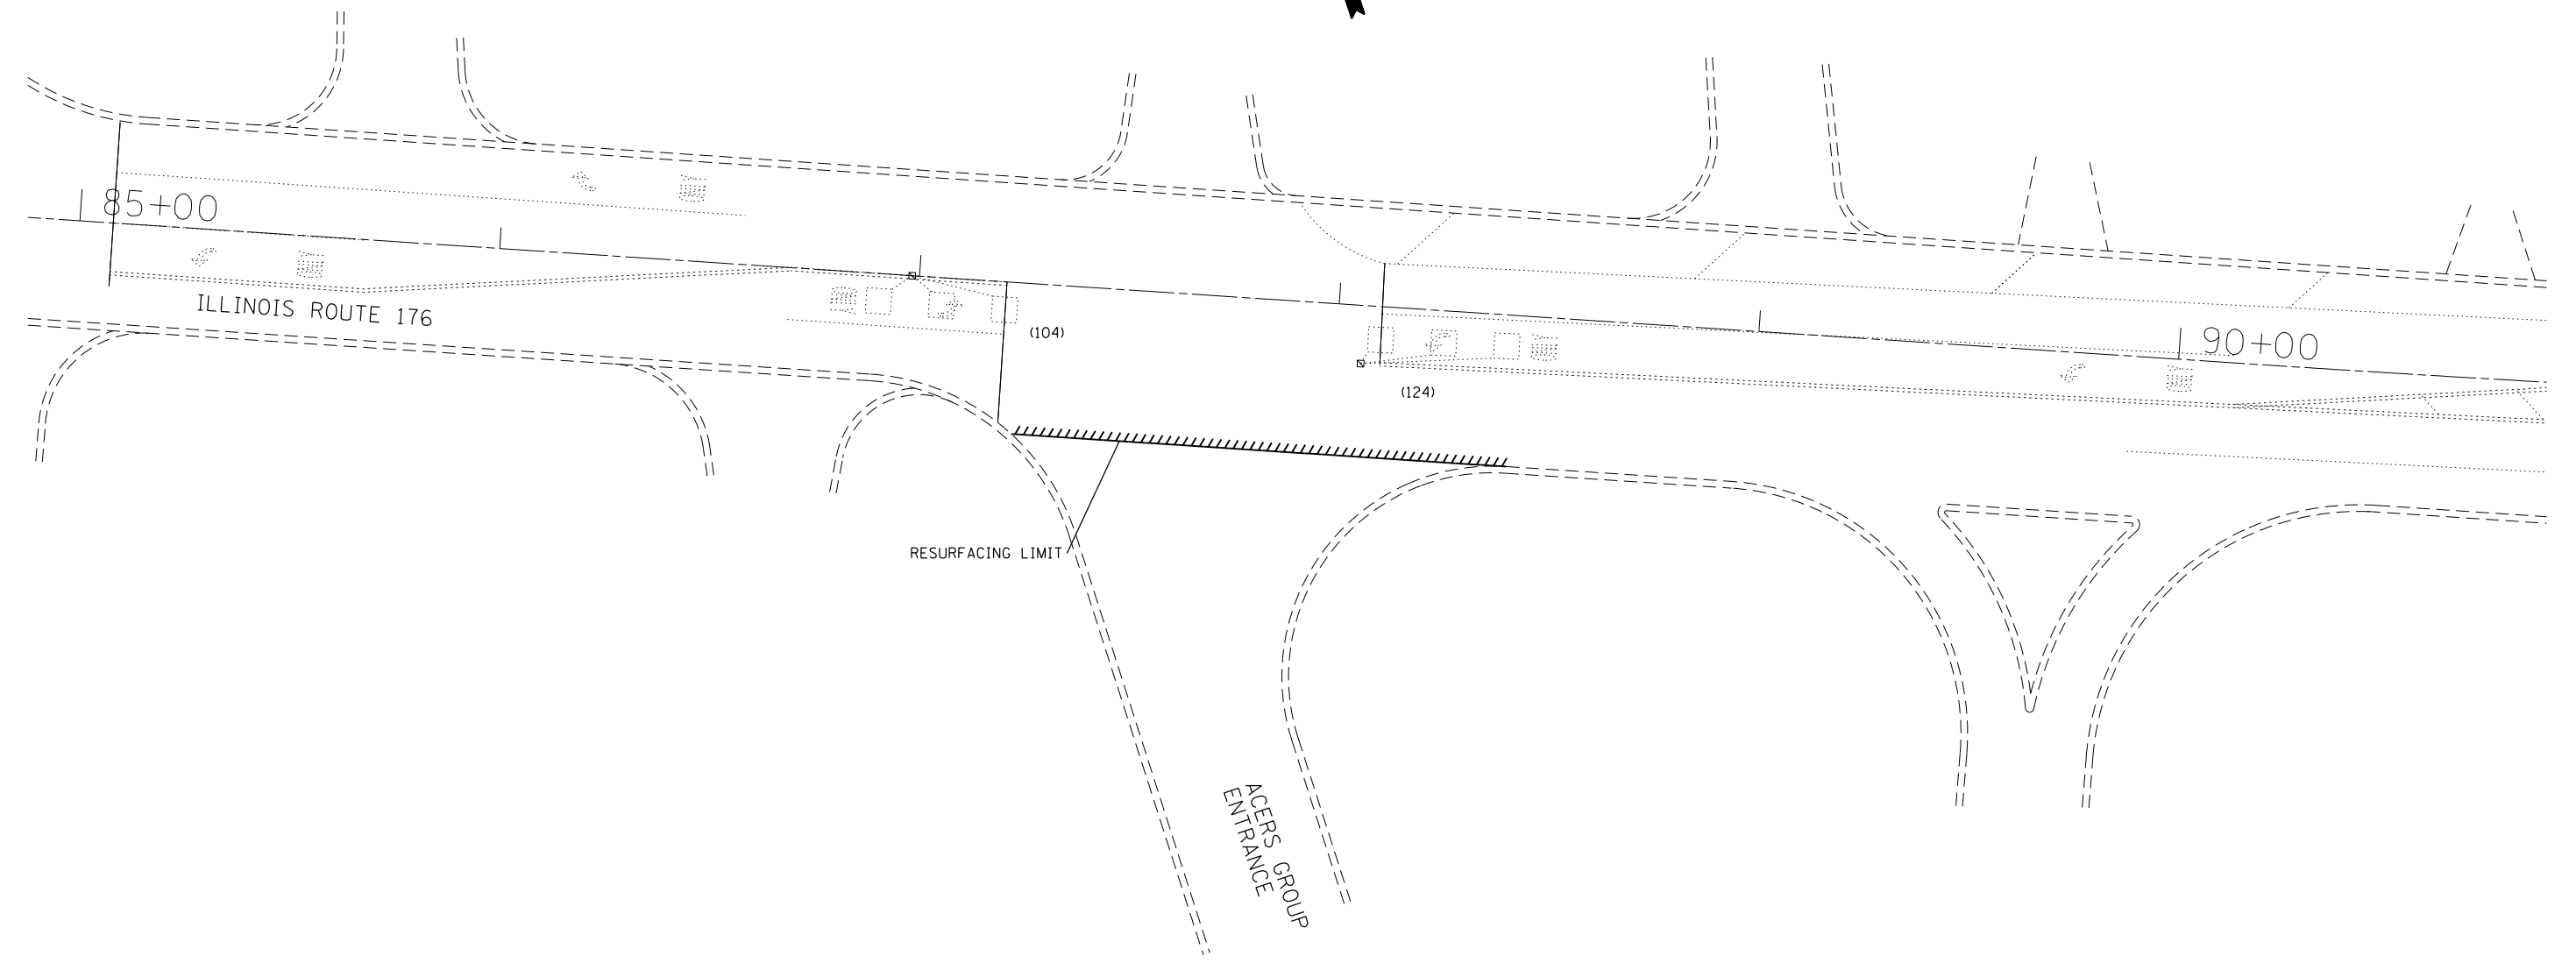 85+00
ILLINOIS ROUTE 176
(104)
90+00
(124)
RESURFACING LIMIT
ACERS GROUP
ENTRANCE